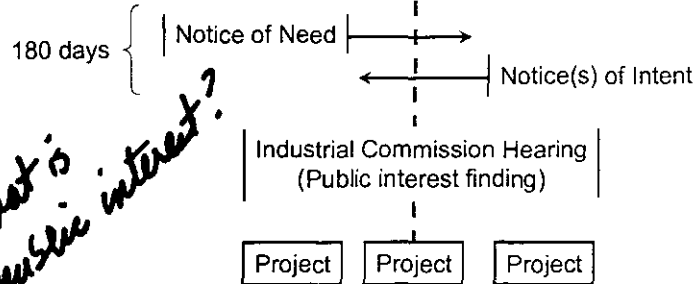 180 days
Notice of Need
Notice(s) of Intent
Industrial Commission Hearing
(Public interest finding)
is
public interest?
Project
Project
Project